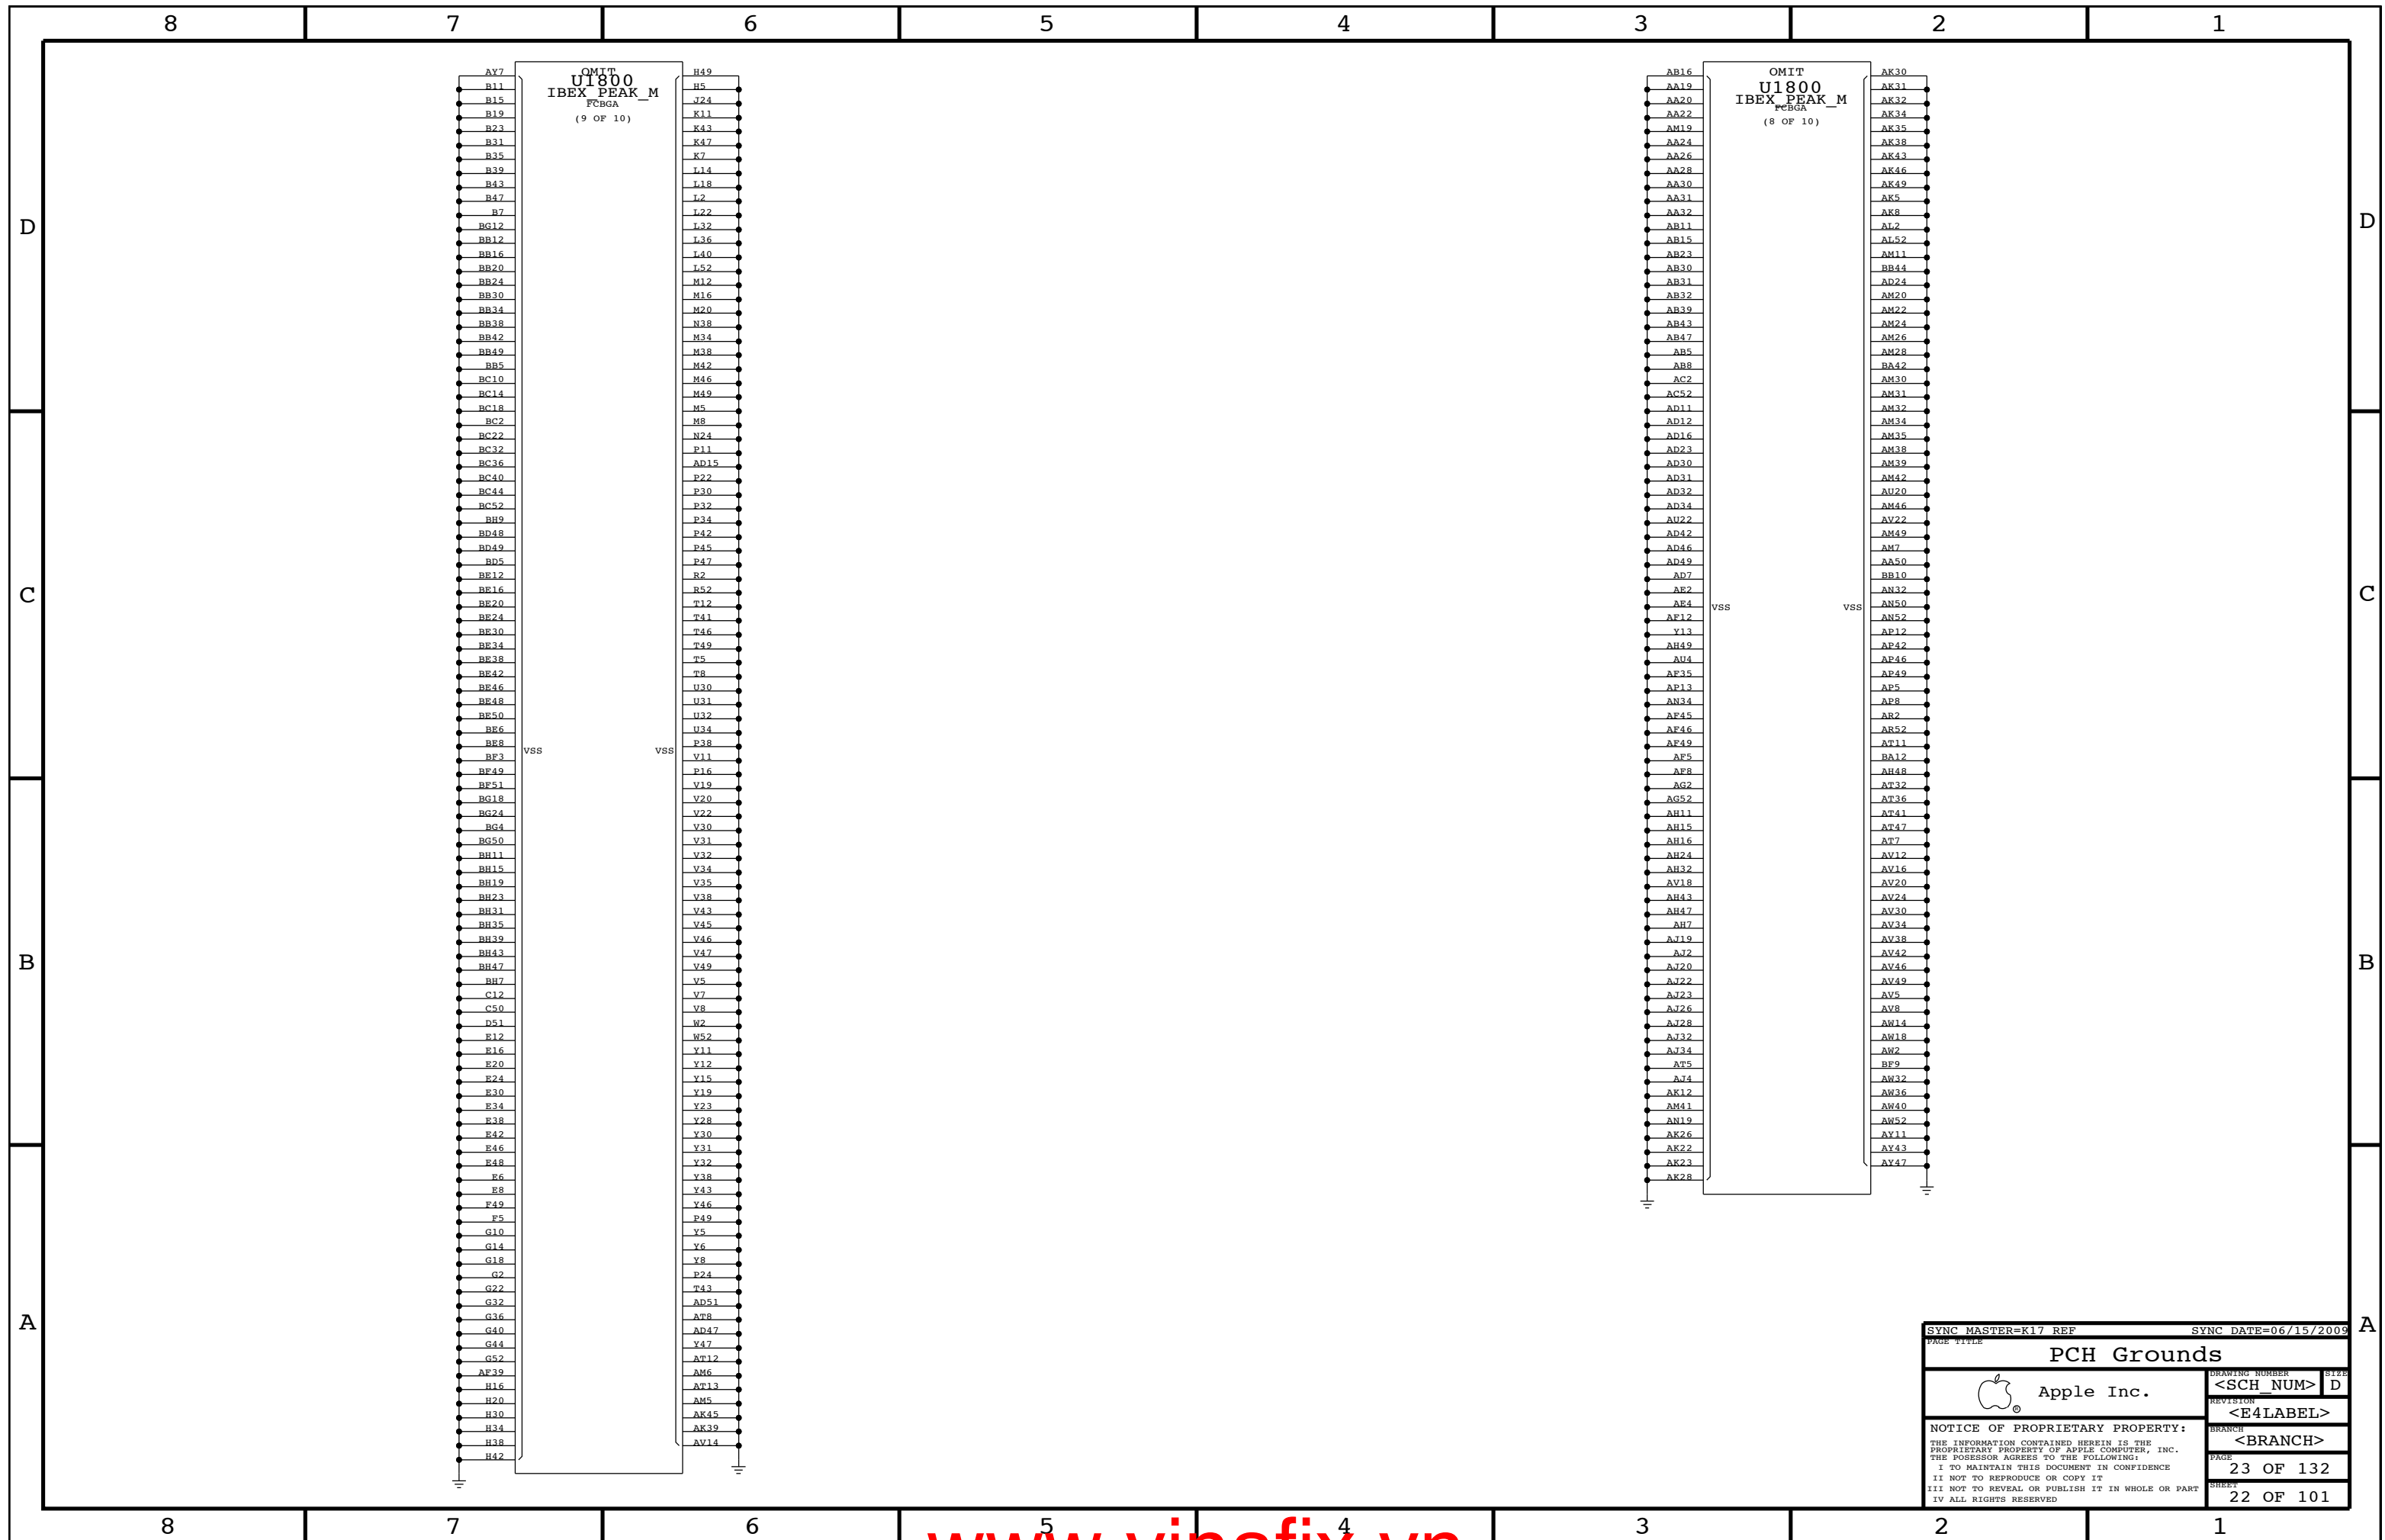 8 7 6 5 4 3 2 1
D
C
B
A
OMIT
U1800
IBEX_PEAK_M
FCBGA
(9 OF 10)
VSS VSS
AY7 H49
B11 H5
B15 J24
B19 K11
B23 K43
B31 K47
B35 K7
B39 L14
B43 L18
B47 L2
B7 L22
BG12 L32
BB12 L36
BB16 L40
BB20 L52
BB24 M12
BB30 M16
BB34 M20
BB38 N38
BB42 M34
BB49 M38
BB5 M42
BC10 M46
BC14 M49
BC18 M5
BC2 M8
BC22 N24
BC32 P11
BC36 AD15
BC40 P22
BC44 P30
BC52 P32
BH9 P34
BD48 P42
BD49 P45
BD5 P47
BE12 R2
BE16 R52
BE20 T12
BE24 T41
BE30 T46
BE34 T49
BE38 T5
BE42 T8
BE46 U30
BE48 U31
BE50 U32
BE6 U34
BE8 P38
BF3 V11
BF49 P16
BF51 V19
BG18 V20
BG24 V22
BG4 V30
BG50 V31
BH11 V32
BH15 V34
BH19 V35
BH23 V38
BH31 V43
BH35 V45
BH39 V46
BH43 V47
BH47 V49
BH7 V5
C12 V7
C50 V8
D51 W2
E12 W52
E16 Y11
E20 Y12
E24 Y15
E30 Y19
E34 Y23
E38 Y28
E42 Y30
E46 Y31
E48 Y32
E6 Y38
E8 Y43
F49 Y46
F5 P49
G10 Y5
G14 Y6
G18 Y8
G2 P24
G22 T43
G32 AD51
G36 AT8
G40 AD47
G44 Y47
G52 AT12
AF39 AM6
H16 AT13
H20 AM5
H30 AK45
H34 AK39
H38 AV14
H42
OMIT
U1800
IBEX_PEAK_M
FCBGA
(8 OF 10)
VSS VSS
AB16 AK30
AA19 AK31
AA20 AK32
AA22 AK34
AM19 AK35
AA24 AK38
AA26 AK43
AA28 AK46
AA30 AK49
AA31 AK5
AA32 AK8
AB11 AL2
AB15 AL52
AB23 AM11
AB30 BB44
AB31 AD24
AB32 AM20
AB39 AM22
AB43 AM24
AB47 AM26
AB5 AM28
AB8 BA42
AC2 AM30
AC52 AM31
AD11 AM32
AD12 AM34
AD16 AM35
AD23 AM38
AD30 AM39
AD31 AM42
AD32 AU20
AD34 AM46
AU22 AV22
AD42 AM49
AD46 AM7
AD49 AA50
AD7 BB10
AE2 AN32
AE4 AN50
AF12 AN52
Y13 AP12
AH49 AP42
AU4 AP46
AF35 AP49
AP13 AP5
AN34 AP8
AF45 AR2
AF46 AR52
AF49 AT11
AF5 BA12
AF8 AH48
AG2 AT32
AG52 AT36
AH11 AT41
AH15 AT47
AH16 AT7
AH24 AV12
AH32 AV16
AV18 AV20
AH43 AV24
AH47 AV30
AH7 AV34
AJ19 AV38
AJ2 AV42
AJ20 AV46
AJ22 AV49
AJ23 AV5
AJ26 AV8
AJ28 AW14
AJ32 AW18
AJ34 AW2
AT5 BF9
AJ4 AW32
AK12 AW36
AM41 AW40
AN19 AW52
AK26 AY11
AK22 AY43
AK23 AY47
AK28
D
C
B
A
SYNC MASTER=K17 REF SYNC DATE=06/15/2009
PAGE TITLE
PCH Grounds
Apple Inc.
®
DRAWING NUMBER
<SCH_NUM>
SIZE
D
REVISION
<E4LABEL>
BRANCH
<BRANCH>
PAGE
23 OF 132
SHEET
22 OF 101
NOTICE OF PROPRIETARY PROPERTY:
THE INFORMATION CONTAINED HEREIN IS THE
PROPRIETARY PROPERTY OF APPLE COMPUTER, INC.
THE POSESSOR AGREES TO THE FOLLOWING:
I TO MAINTAIN THIS DOCUMENT IN CONFIDENCE
II NOT TO REPRODUCE OR COPY IT
III NOT TO REVEAL OR PUBLISH IT IN WHOLE OR PART
IV ALL RIGHTS RESERVED
8 7 6 5 4 3 2 1
www.vinafix.vn